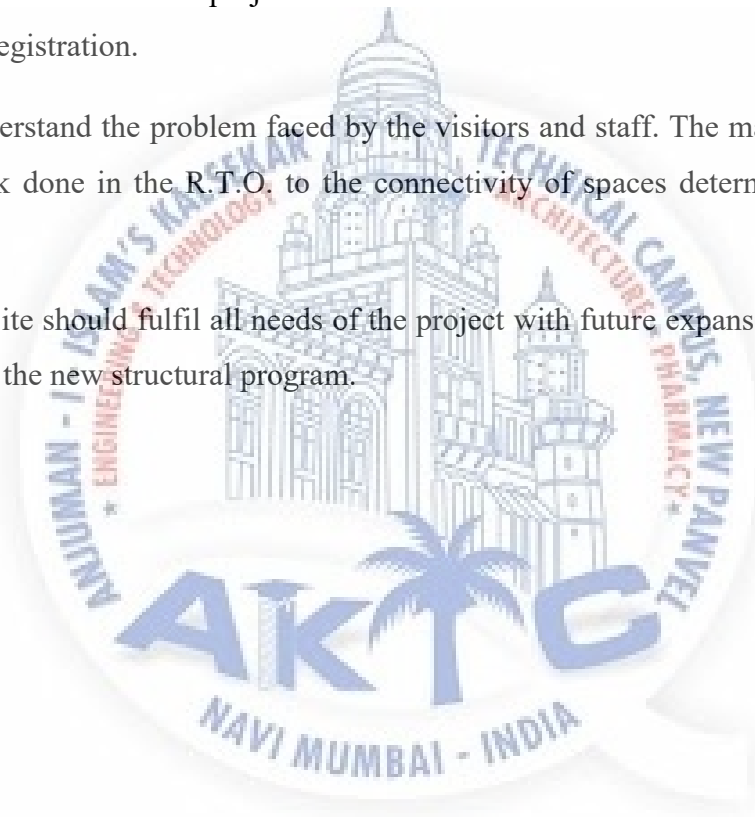 egistration.
erstand the problem faced by the visitors and staff. The ma
k done in the R.T.O. to the connectivity of spaces determ
ite should fulfil all needs of the project with future expans
the new structural program.
ANJUMAN - I - ISLAM'S KALSEKAR TECHNICAL CAMPUS, NEW PANVEL
★ ENGINEERING & TECHNOLOGY ARCHITECTURE ★ PHARMACY ★
AKTC
NAVI MUMBAI - INDIA